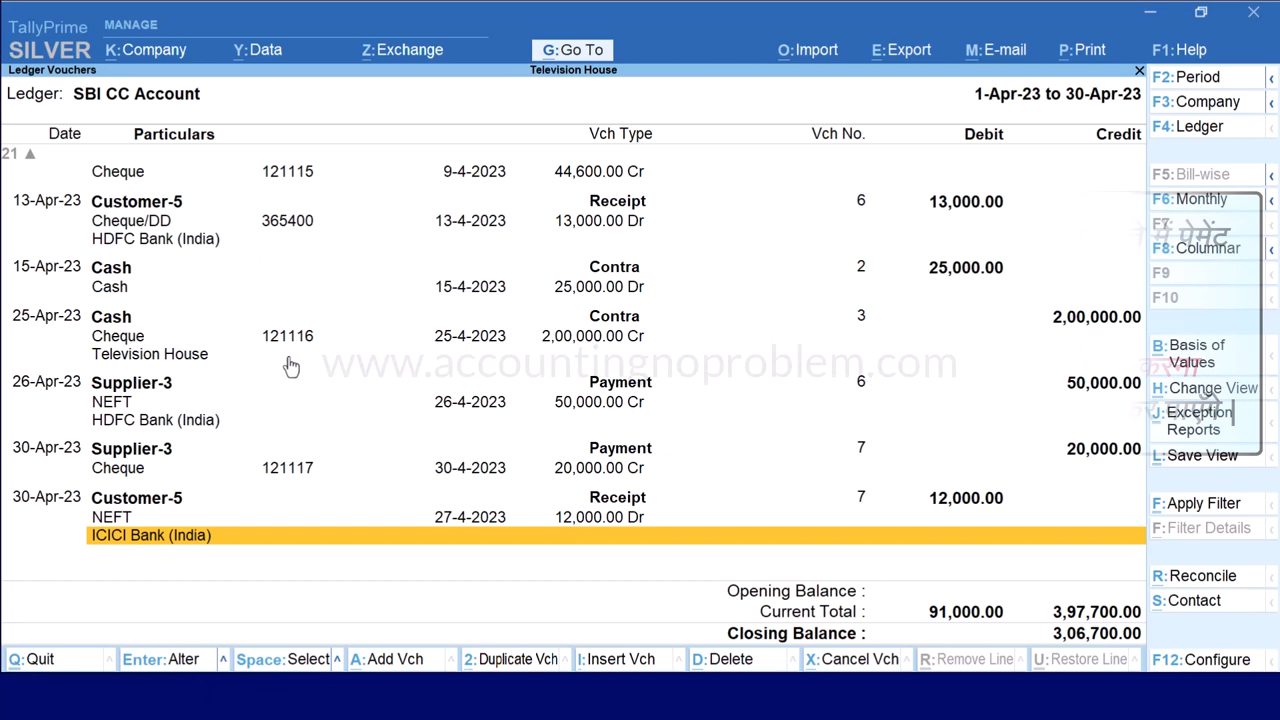 TallyPrime
SILVER
MANAGE
K:Company Y:Data Z:Exchange G:Go To O:Import E:Export M:E-mail P:Print F1:Help
Ledger Vouchers Television House
Ledger: SBI CC Account 1-Apr-23 to 30-Apr-23
Date Particulars Vch Type Vch No. Debit Credit
21 ▲
Cheque 121115 9-4-2023 44,600.00 Cr
13-Apr-23 Customer-5 Receipt 6 13,000.00
Cheque/DD 365400 13-4-2023 13,000.00 Dr
HDFC Bank (India)
15-Apr-23 Cash Contra 2 25,000.00
Cash 15-4-2023 25,000.00 Dr
25-Apr-23 Cash Contra 3 2,00,000.00
Cheque 121116 25-4-2023 2,00,000.00 Cr
Television House
www.accountingnoproblem.com
26-Apr-23 Supplier-3 Payment 6 50,000.00
NEFT 26-4-2023 50,000.00 Cr
HDFC Bank (India)
30-Apr-23 Supplier-3 Payment 7 20,000.00
Cheque 121117 30-4-2023 20,000.00 Cr
30-Apr-23 Customer-5 Receipt 7 12,000.00
NEFT 27-4-2023 12,000.00 Dr
ICICI Bank (India)
Opening Balance :
Current Total : 91,000.00 3,97,700.00
Closing Balance : 3,06,700.00
F2:Period
F3:Company
F4:Ledger
F5:Bill-wise
F6:Monthly
में पेमेंट
F7
F8:Columnar
F9
F10
B:Basis of
Values
करना
H:Change View
J:Exception
Reports
L:Save View
F:Apply Filter
F:Filter Details
R:Reconcile
S:Contact
Q:Quit Enter:Alter Space:Select A:Add Vch 2:Duplicate Vch I:Insert Vch D:Delete X:Cancel Vch R:Remove Line U:Restore Line F12:Configure